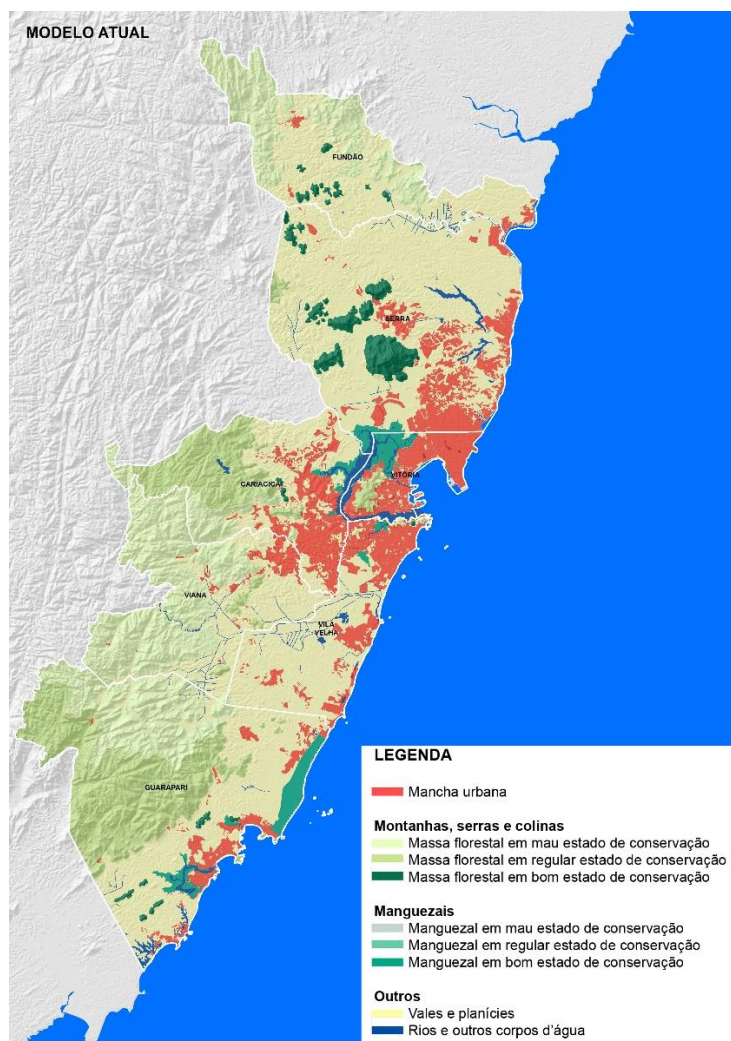 MODELO ATUAL
FUNDÃO
SERRA
VITÓRIA
CARIACICA
VIANA
VILA
VELHA
GUARAPARI
LEGENDA
Mancha urbana
Montanhas, serras e colinas
Massa florestal em mau estado de conservação
Massa florestal em regular estado de conservação
Massa florestal em bom estado de conservação
Manguezais
Manguezal em mau estado de conservação
Manguezal em regular estado de conservação
Manguezal em bom estado de conservação
Outros
Vales e planícies
Rios e outros corpos d'água